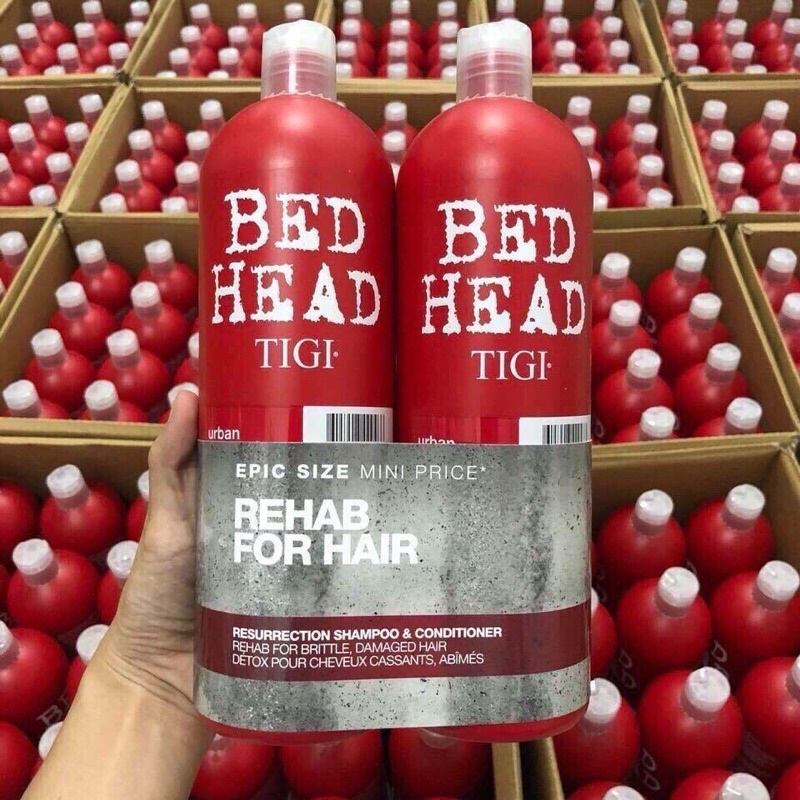 BED
HEAD
TIGI®
urban
BED
HEAD
TIGI®
urban
EPIC SIZE MINI PRICE*
REHAB
FOR HAIR
RESURRECTION SHAMPOO & CONDITIONER
REHAB FOR BRITTLE, DAMAGED HAIR
DÉTOX POUR CHEVEUX CASSANTS, ABÎMÉS